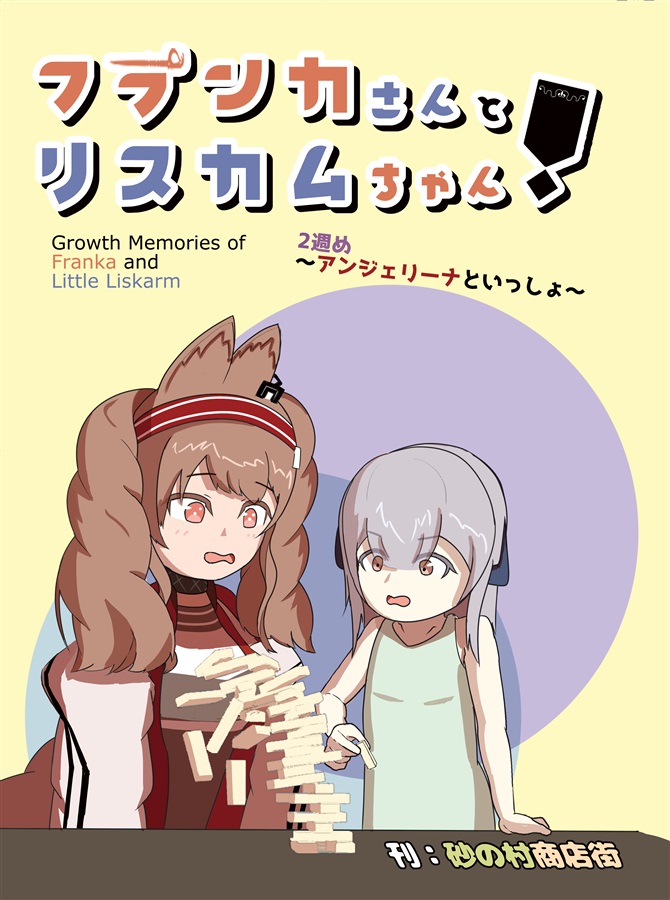 フランカさんと
リスカムちゃん!
Growth Memories of
Franka and
Little Liskarm
2週め
～アンジェリーナといっしょ～
刊：砂の村商店街